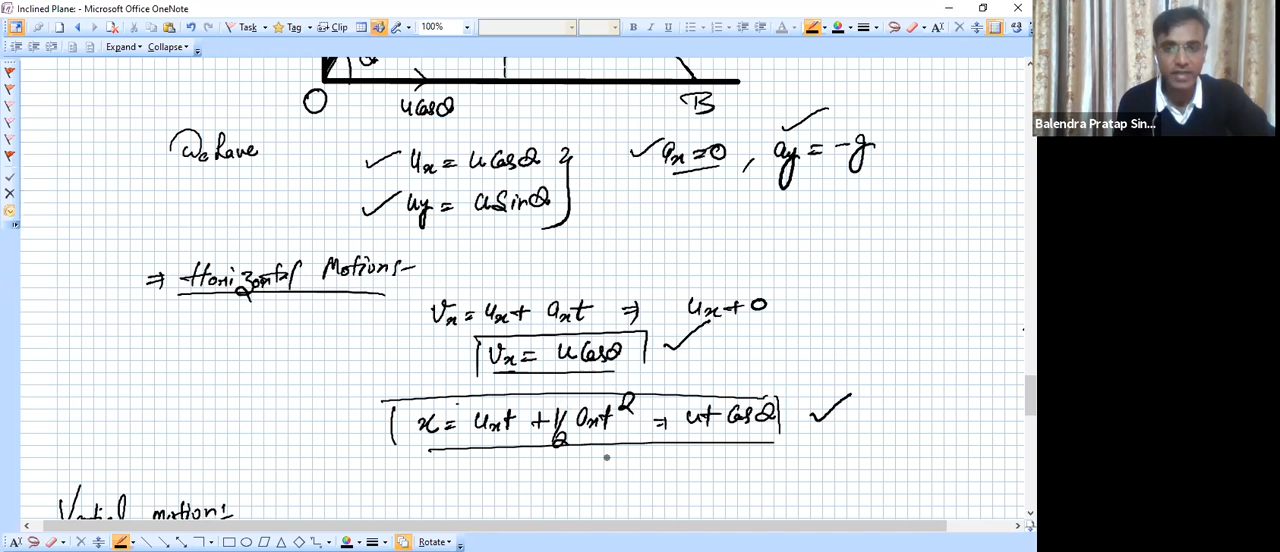 Inclined Plane: - Microsoft Office OneNote
Task
Tag
Clip
100%
B I U
Expand Collapse
Balendra Pratap Sin...
O
u Cosθ
B
We have
ux = u Cosθ
ax = 0, ay = -g
uy = u Sinθ
⇒ Horizontal Motions-
Vx = ux + axt ⇒ ux + 0
Vx = u Cosθ
x = uxt + 1/2 axt² = ut Cosθ
Vertical motion:
Rotate